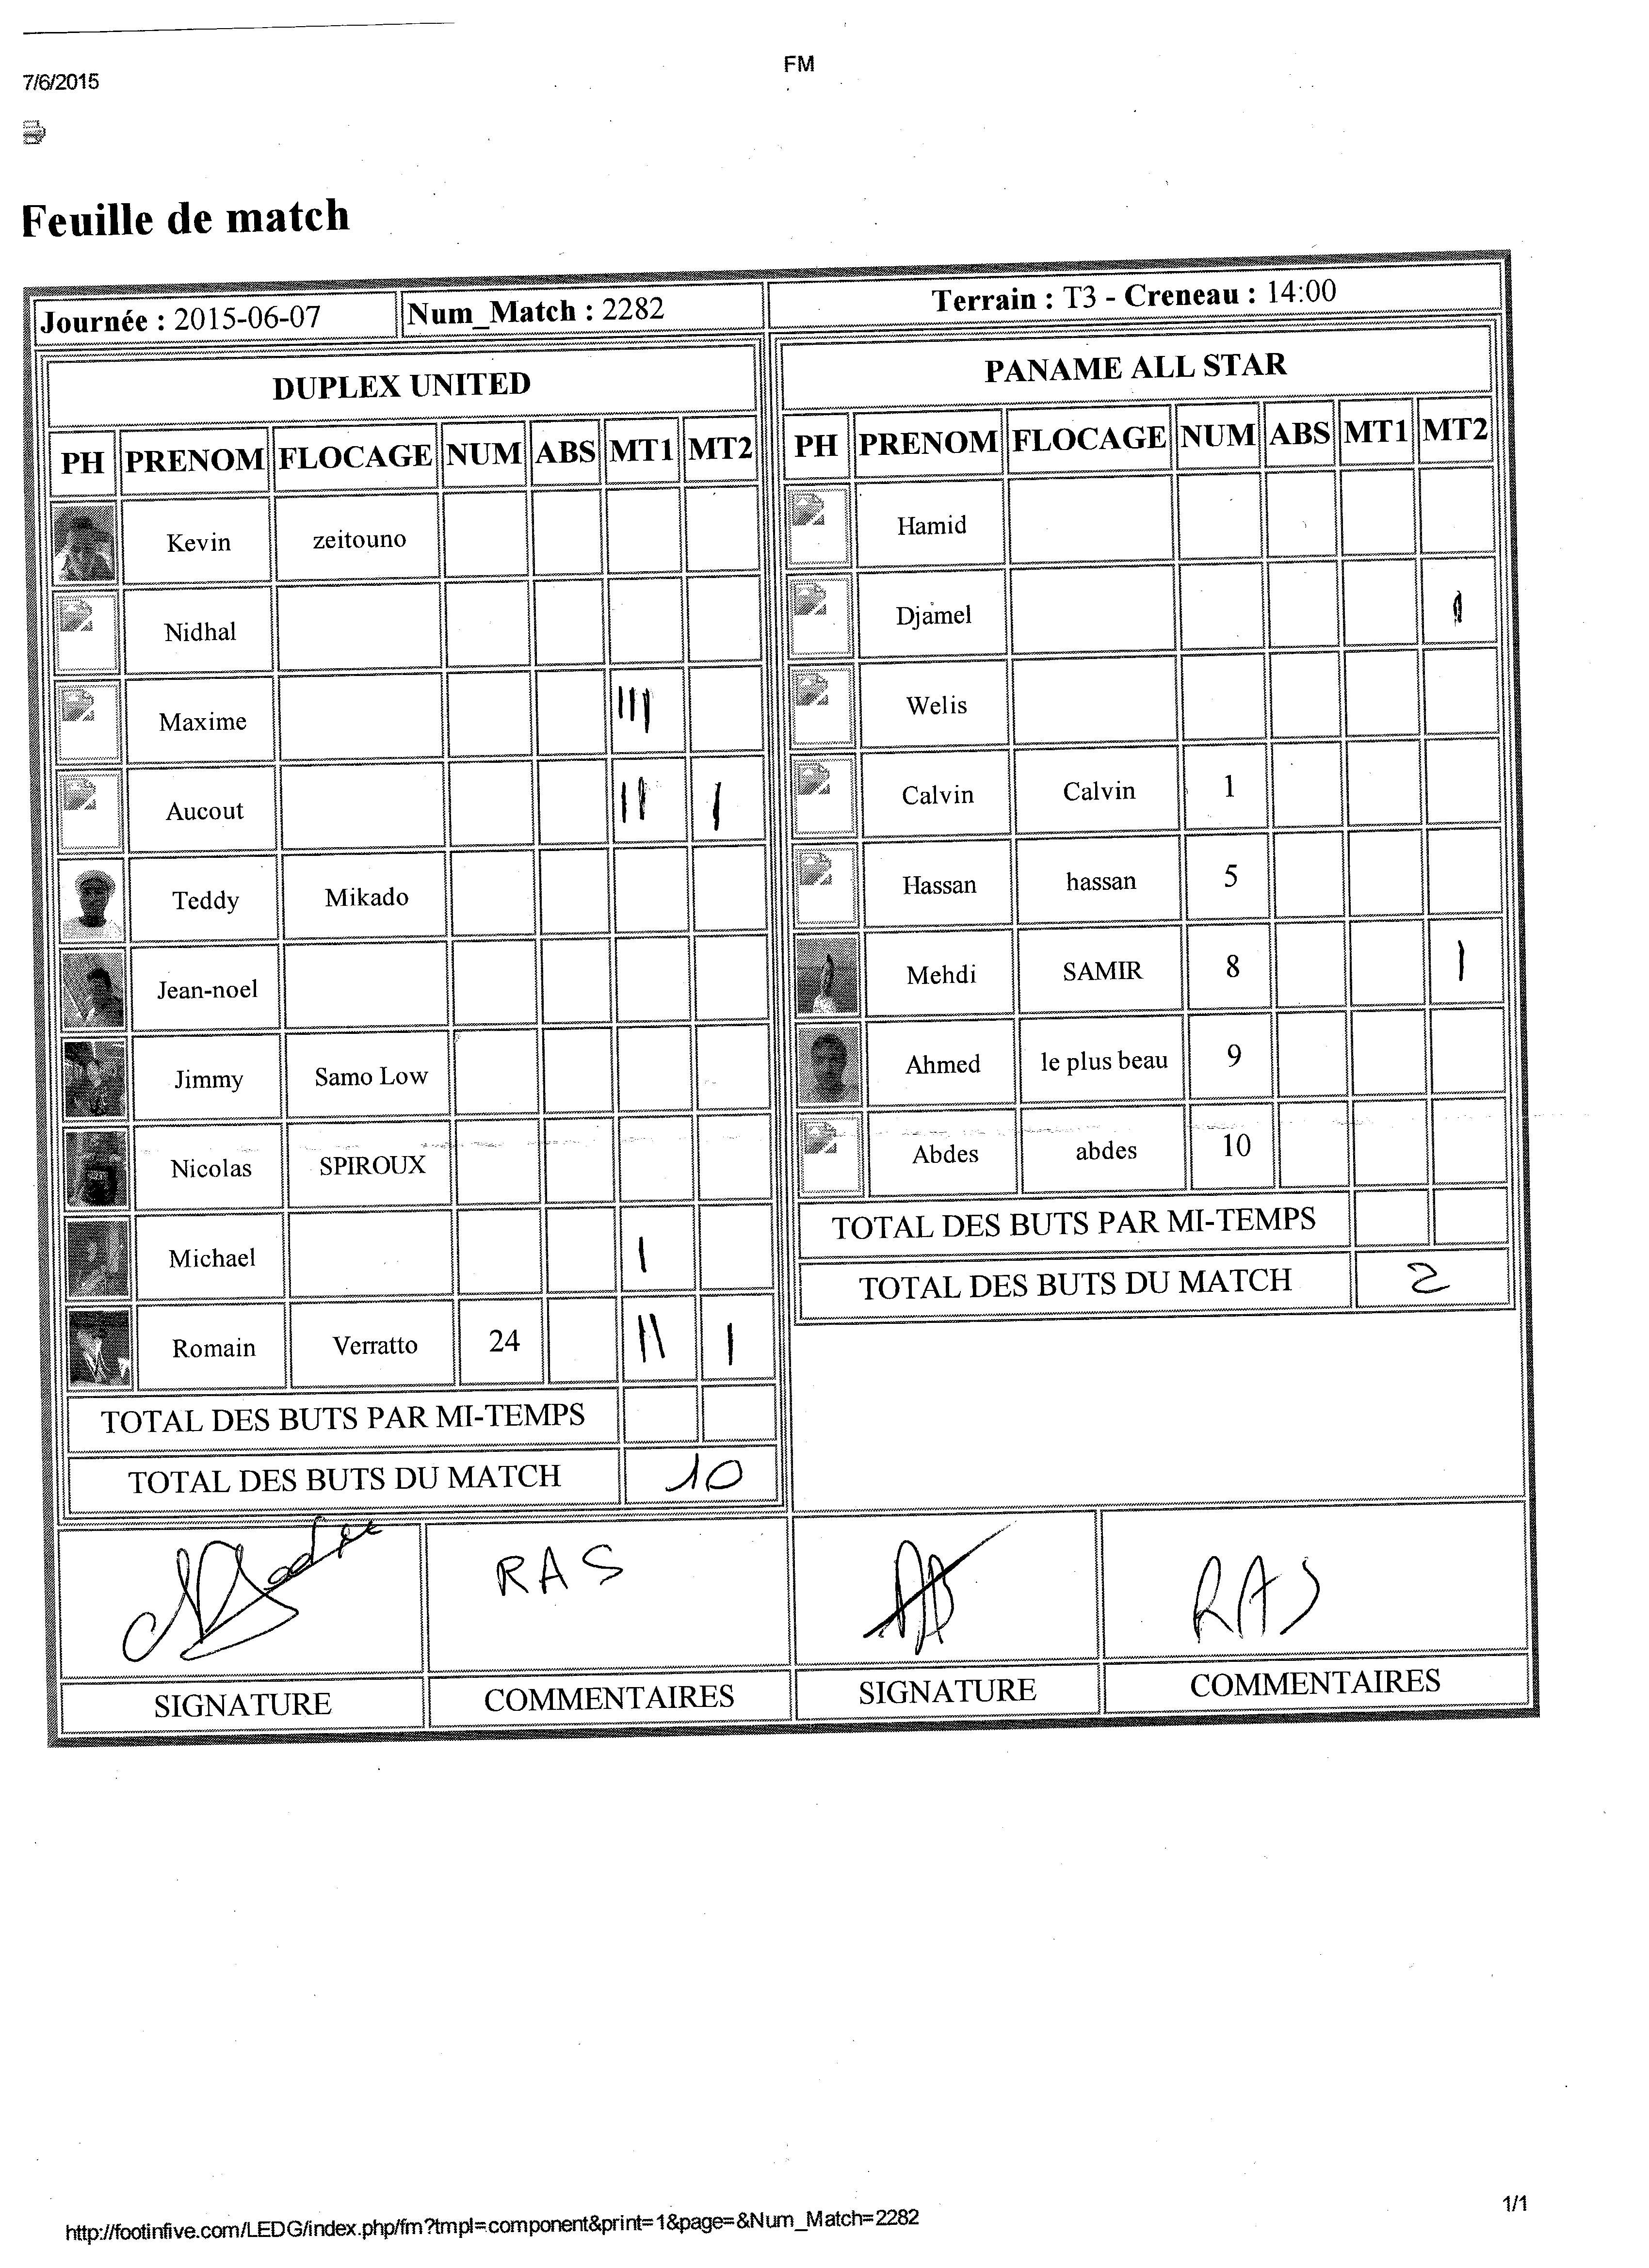 FM
7/6/2015
Feuille de match
Journée : 2015-06-07 Num_Match : 2282 Terrain : T3 - Creneau : 14:00
DUPLEX UNITED
PH PRENOM FLOCAGE NUM ABS MT1 MT2
Kevin zeitouno
Nidhal
Maxime III
Aucout II I
Teddy Mikado
Jean-noel
Jimmy Samo Low
Nicolas SPIROUX
Michael I
Romain Verratto 24 II I
TOTAL DES BUTS PAR MI-TEMPS
TOTAL DES BUTS DU MATCH 10
PANAME ALL STAR
PH PRENOM FLOCAGE NUM ABS MT1 MT2
Hamid
Djamel I
Welis
Calvin Calvin 1
Hassan hassan 5
Mehdi SAMIR 8 I
Ahmed le plus beau 9
Abdes abdes 10
TOTAL DES BUTS PAR MI-TEMPS
TOTAL DES BUTS DU MATCH 2
RAS RAS
SIGNATURE COMMENTAIRES SIGNATURE COMMENTAIRES
http://footinfive.com/LEDG/index.php/fm?tmpl=component&print=1&page=&Num_Match=2282 1/1